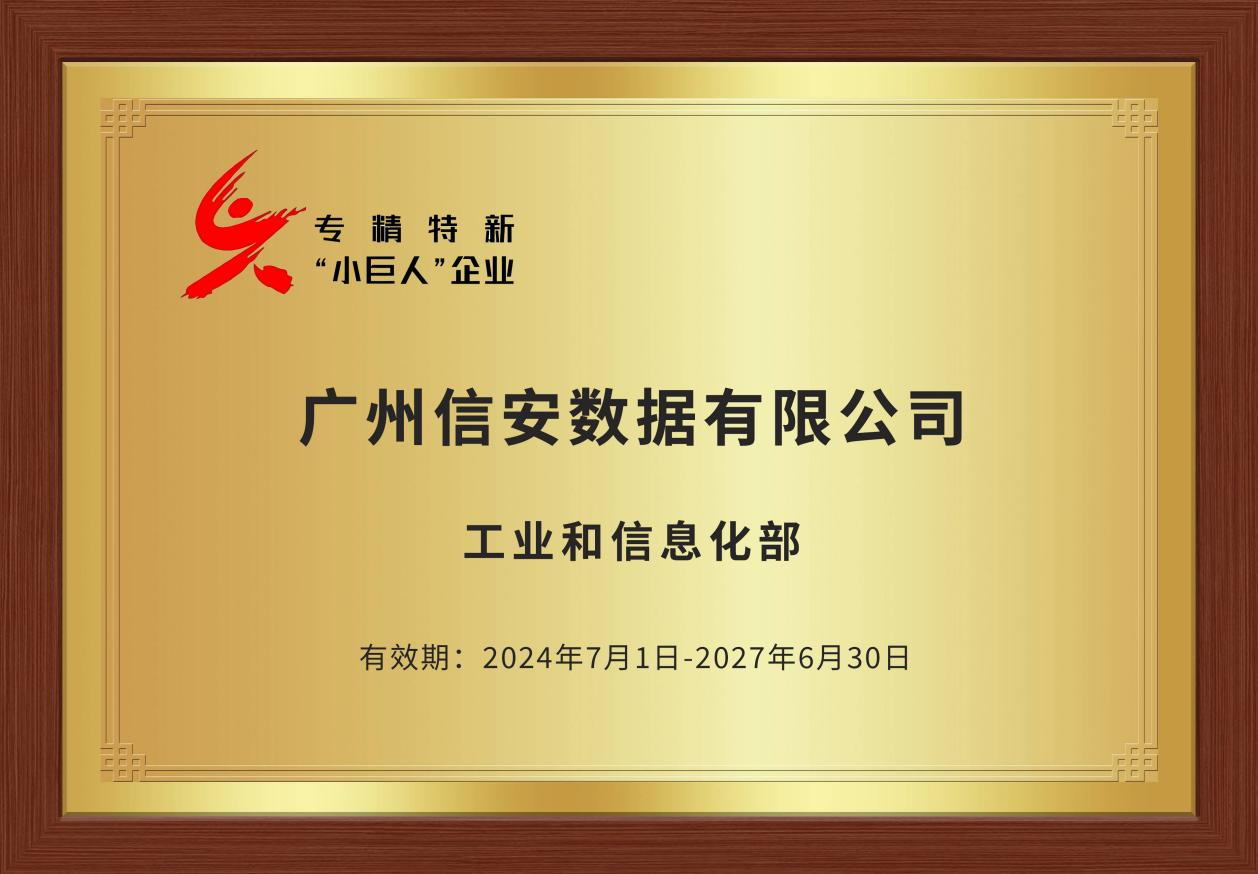 专精特新
“小巨人”企业
广州信安数据有限公司
工业和信息化部
有效期：2024年7月1日-2027年6月30日